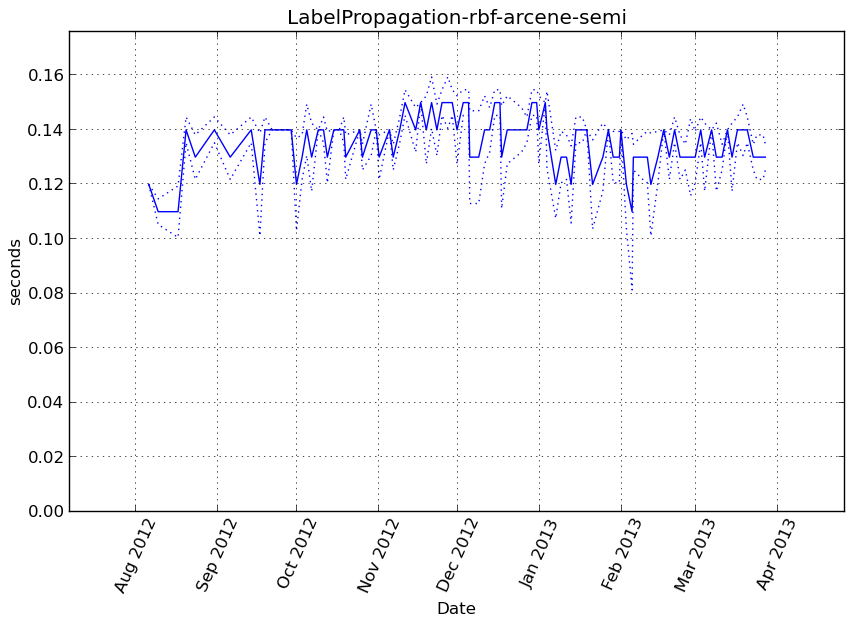 LabelPropagation-rbf-arcene-semi
seconds
0.16
0.14
0.12
0.10
0.08
0.06
0.04
0.02
0.00
Aug 2012
Sep 2012
Oct 2012
Nov 2012
Dec 2012
Jan 2013
Feb 2013
Mar 2013
Apr 2013
Date